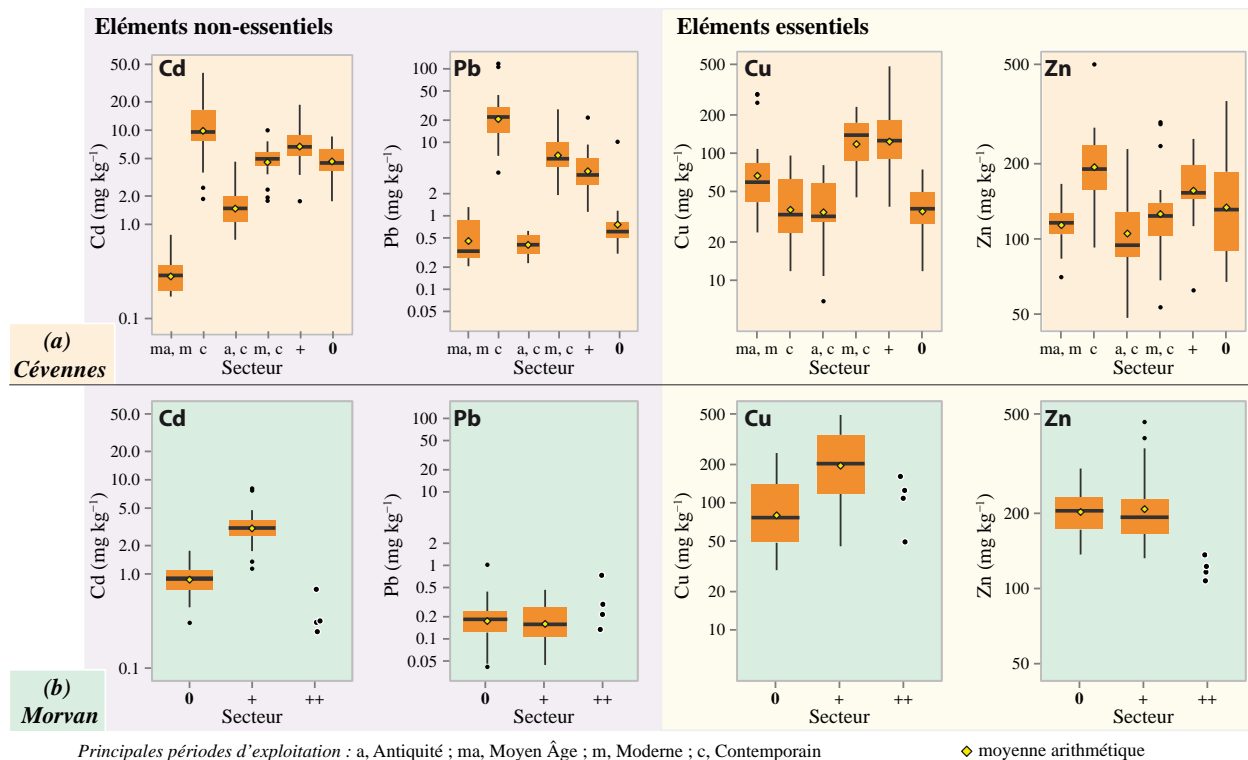 Eléments non-essentiels
Eléments essentiels
Cd
Cd (mg kg⁻¹)
50.0
20.0
10.0
5.0
1.0
0.1
ma, m c a, c m, c + 0
Secteur
Pb
Pb (mg kg⁻¹)
100
50
20
10
2
1
0.5
0.2
0.1
0.05
ma, m c a, c m, c + 0
Secteur
Cu
Cu (mg kg⁻¹)
500
200
100
50
20
10
ma, m c a, c m, c + 0
Secteur
Zn
Zn (mg kg⁻¹)
500
200
100
50
ma, m c a, c m, c + 0
Secteur
(a)
Cévennes
Cd
Cd (mg kg⁻¹)
50.0
20.0
10.0
5.0
2.0
1.0
0.1
0 + ++
Secteur
Pb
Pb (mg kg⁻¹)
100
50
20
10
2
1
0.5
0.2
0.1
0.05
0 + ++
Secteur
Cu
Cu (mg kg⁻¹)
500
200
100
50
20
10
0 + ++
Secteur
Zn
Zn (mg kg⁻¹)
500
200
100
50
0 + ++
Secteur
(b)
Morvan
Principales périodes d'exploitation : a, Antiquité ; ma, Moyen Âge ; m, Moderne ; c, Contemporain
moyenne arithmétique